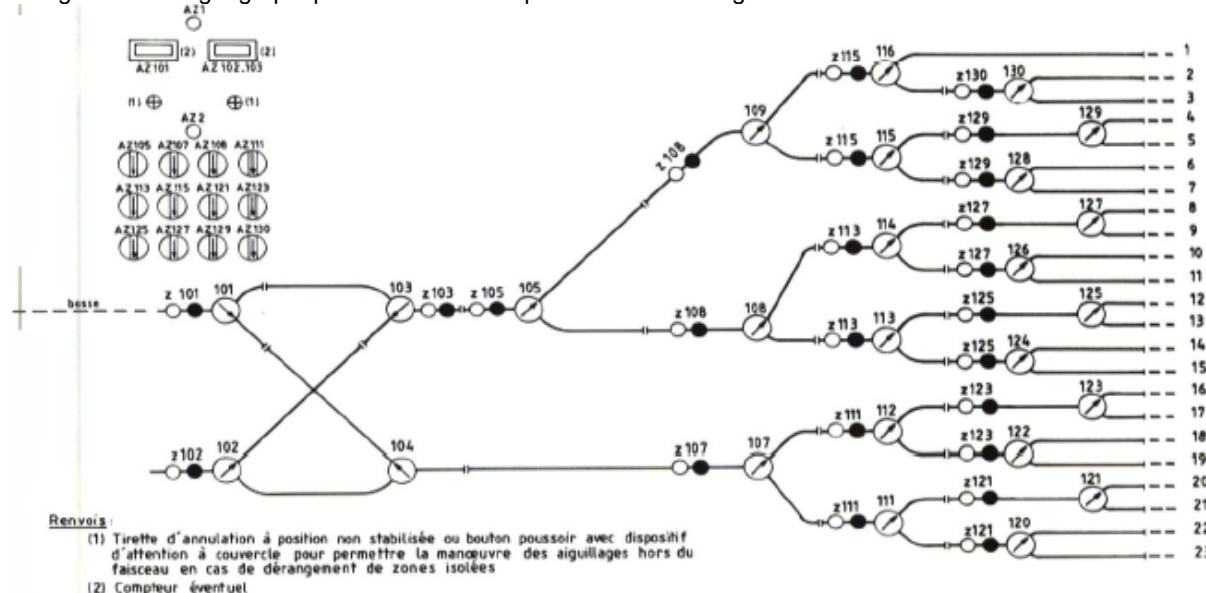 AZ1
(2) (2)
AZ101 AZ102.103
(1) (1)
AZ2
AZ105 AZ107 AZ108 AZ111
AZ113 AZ115 AZ121 AZ123
AZ125 AZ127 AZ129 AZ130
z115 116 1
z130 130 2
3
109 z129 129 4
z115 115 5
z108 z129 128 6
7
z127 127 8
z113 114 9
z127 126 10
11
bosse z 101 101 103 z103 z105 105 z108 108 z125 125 12
z113 113 13
z125 124 14
15
z123 123 16
z111 112 17
z123 122 18
z102 102 104 z107 107 19
z121 121 20
z111 111 21
z121 120 22
23
Renvois :
(1) Tirette d'annulation à position non stabilisée ou bouton poussoir avec dispositif
d'attention à couvercle pour permettre la manœuvre des aiguillages hors du
faisceau en cas de dérangement de zones isolées
(2) Compteur éventuel